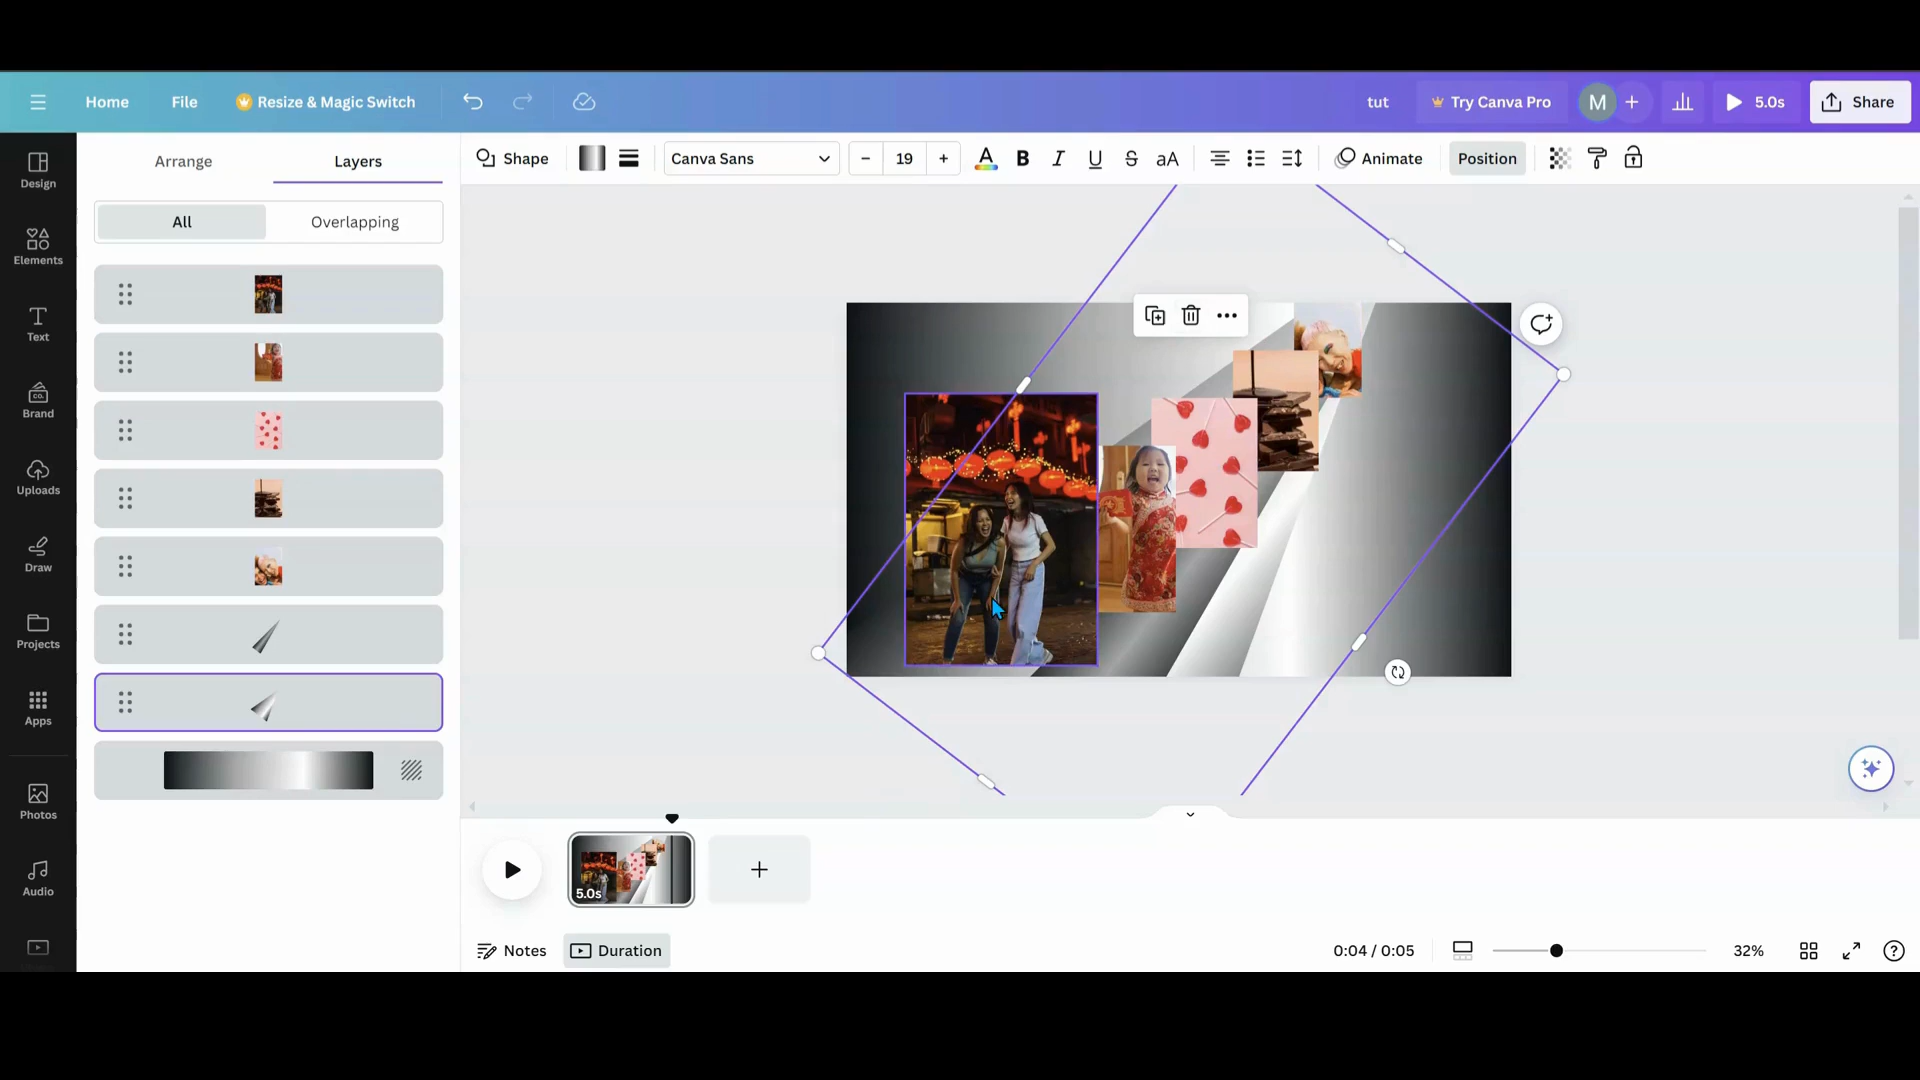 Home
File
Resize & Magic Switch
tut
Try Canva Pro
M
5.0s
Share
Design
Elements
Text
Brand
CO.
Uploads
Draw
Projects
Apps
Photos
Audio
Arrange
Layers
All
Overlapping
Shape
Canva Sans
19
A
B
I
U
S
aA
Animate
Position
5.0s
Notes
Duration
0:04 / 0:05
32%